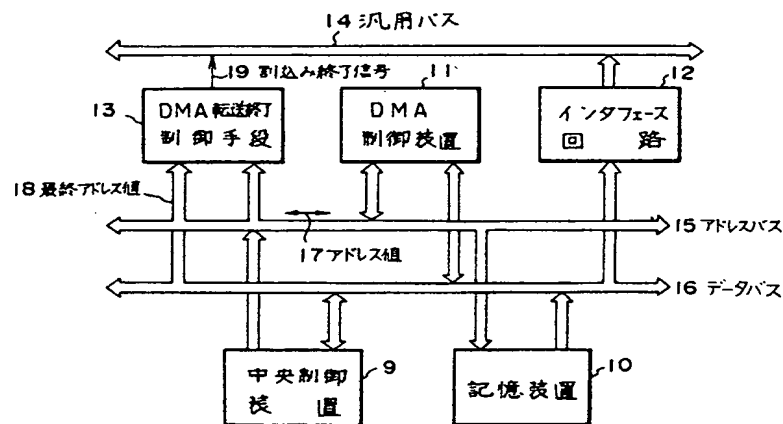 14 汎用バス
19 割込み終了信号
13
DMA転送終了
制御手段
11
DMA
制御装置
12
インタフェース
回路
18 最終アドレス値
17 アドレス値
15 アドレスバス
16 データバス
中央制御
装置
9
記憶装置
10